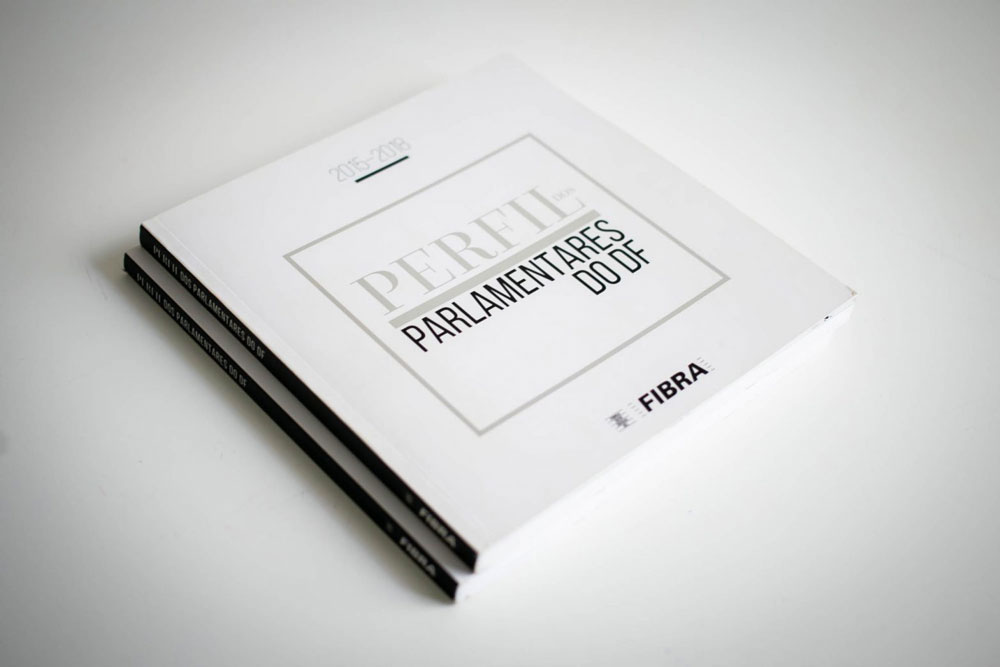 2015-2018
PERFIL DOS
PARLAMENTARES
DO DF
FIBRA
PERFIL DOS PARLAMENTARES DO DF
FIBRA
PERFIL DOS PARLAMENTARES DO DF
FIBRA